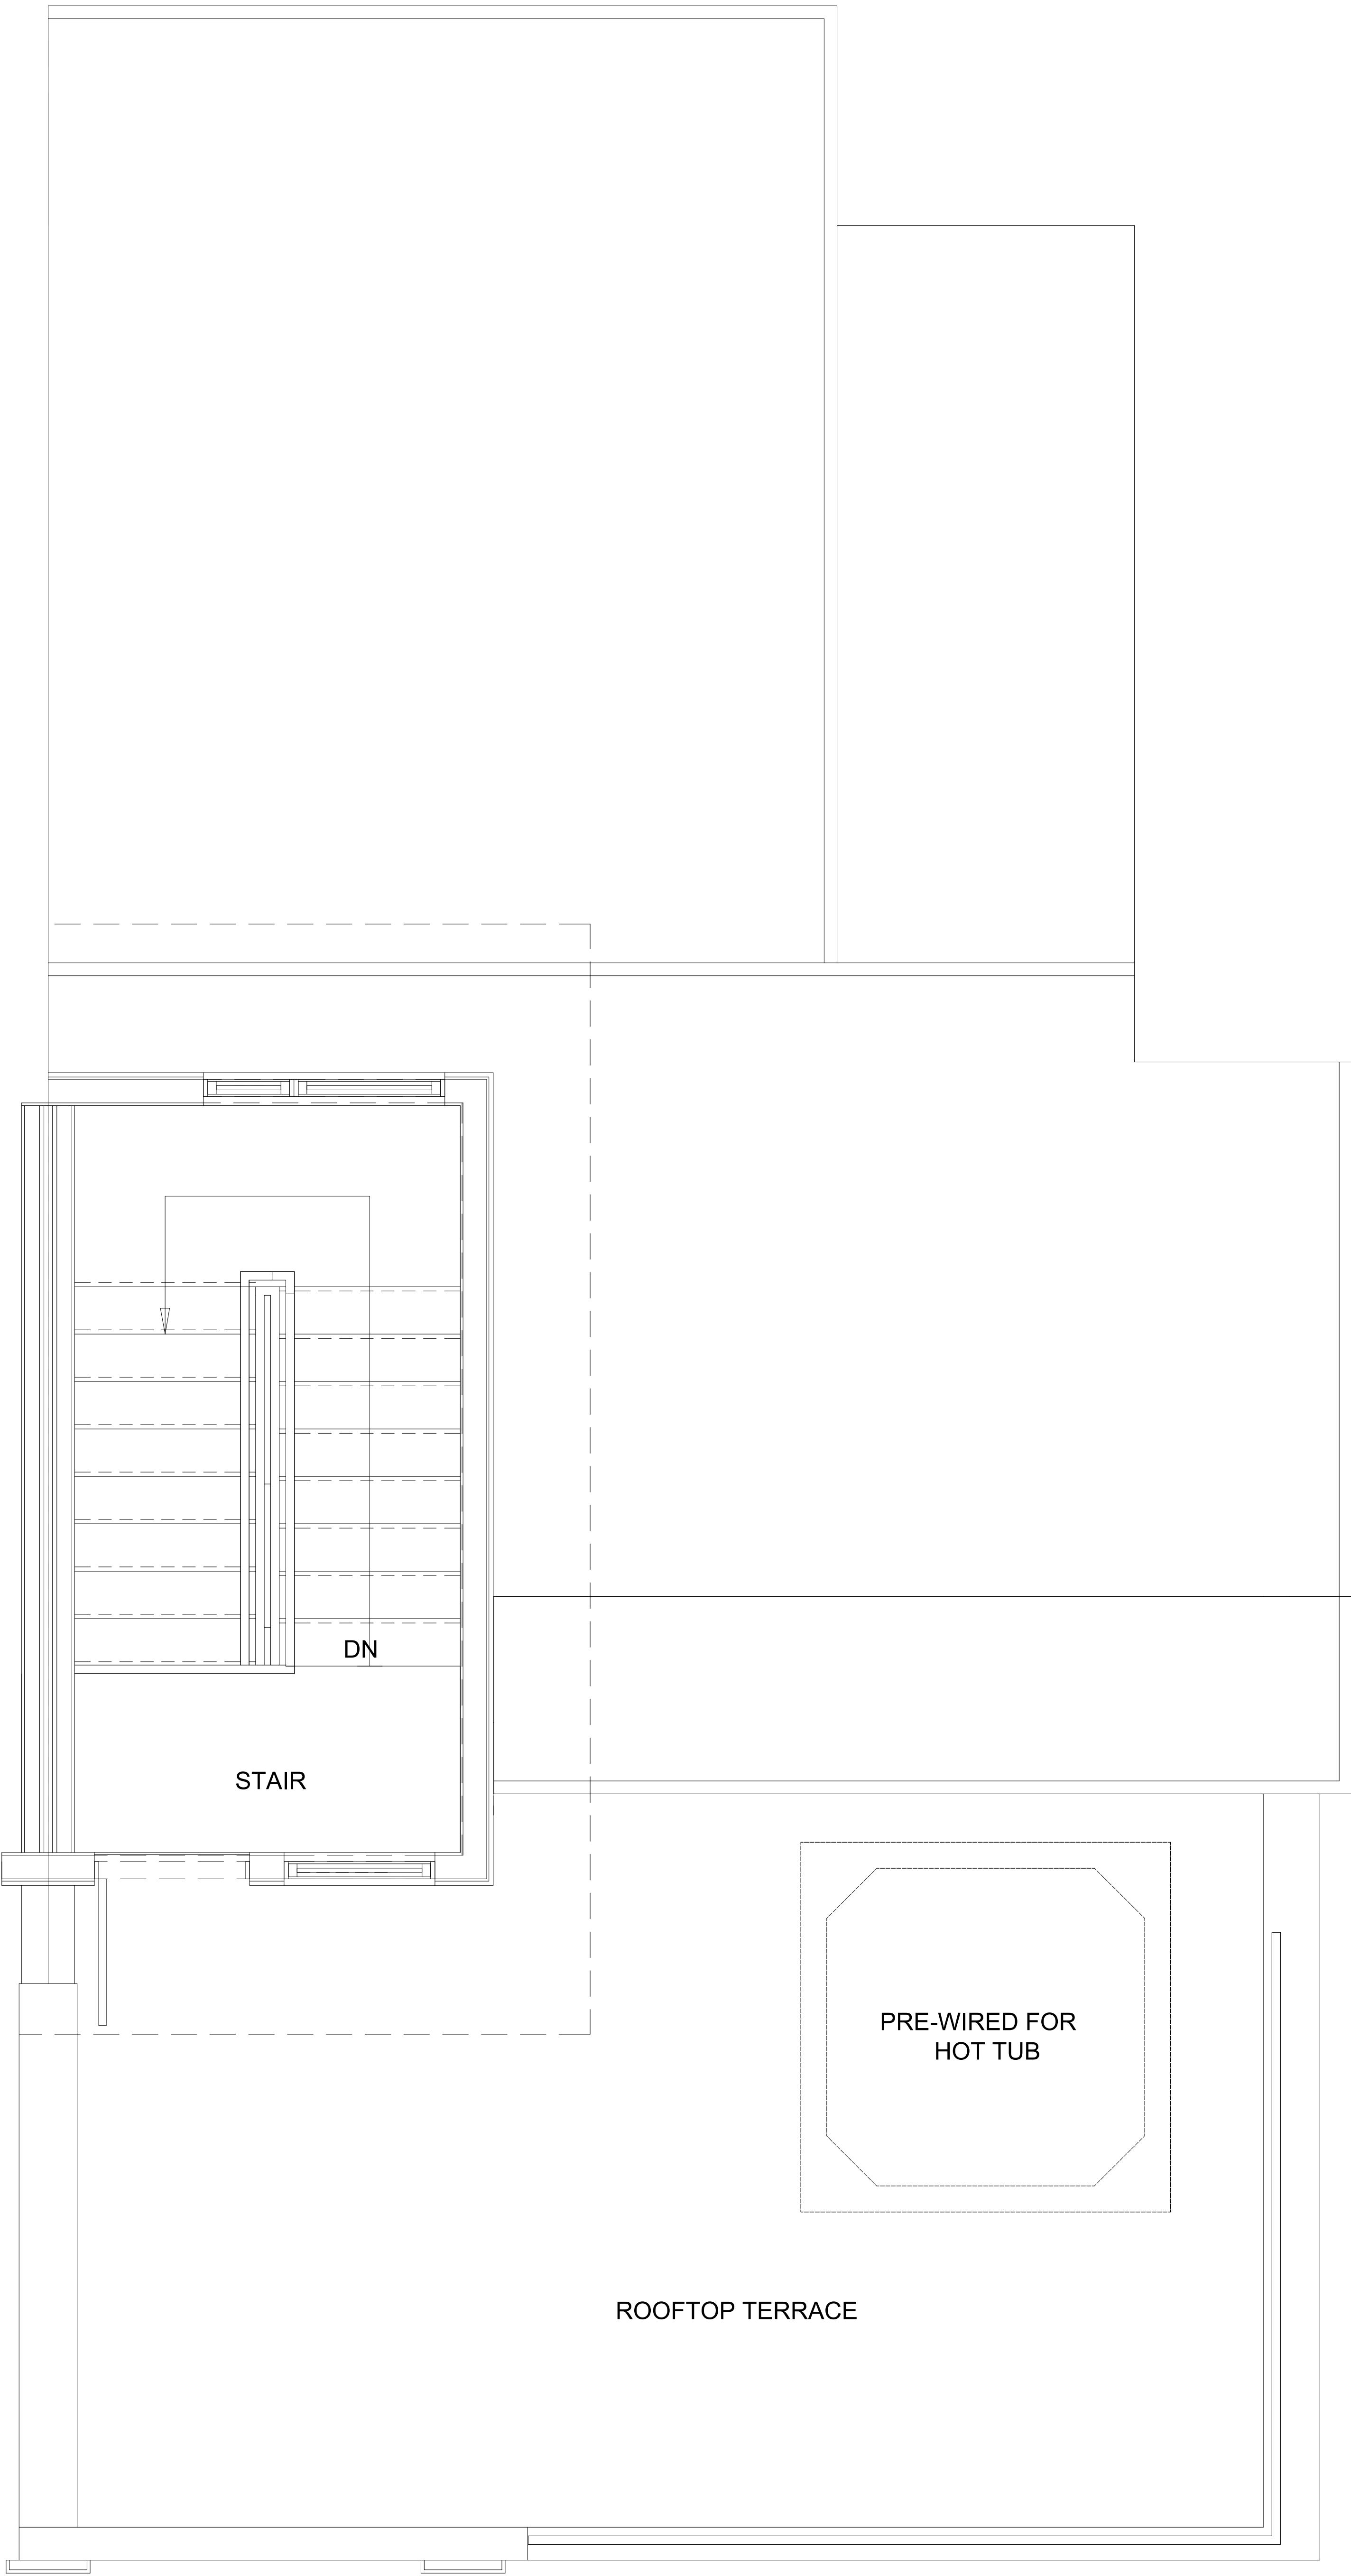 DN
STAIR
PRE-WIRED FOR
HOT TUB
ROOFTOP TERRACE